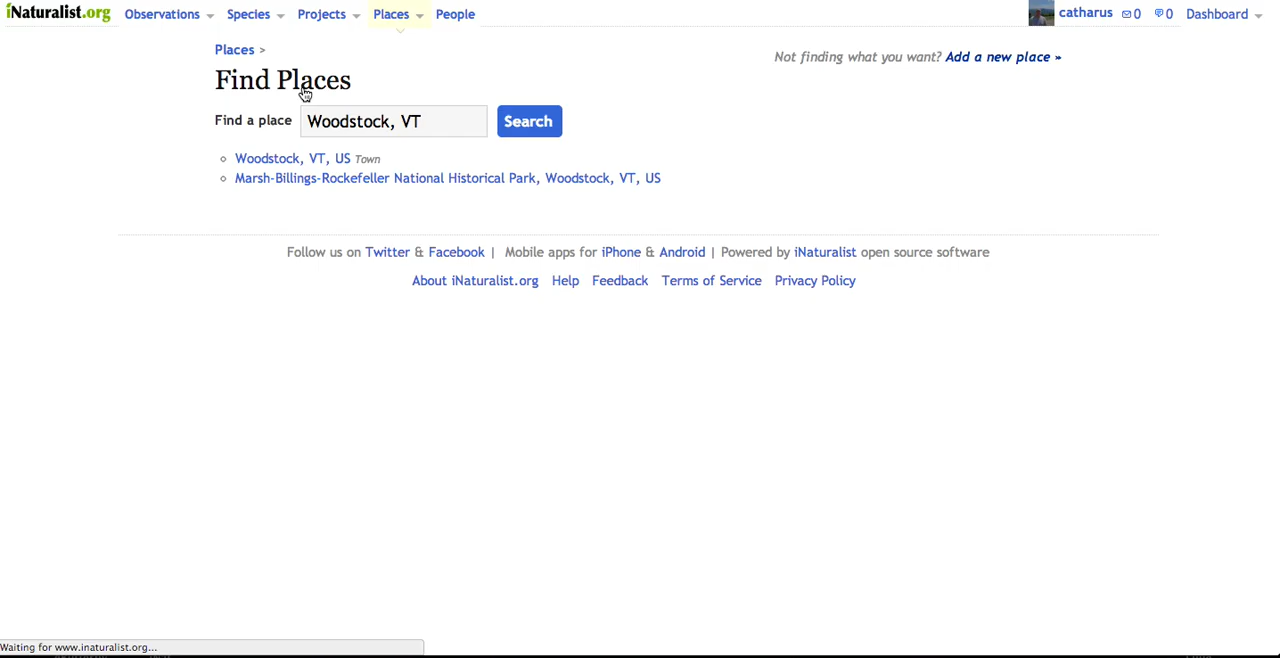 iNaturalist.org Observations Species Projects Places People catharus 0 0 Dashboard
Places >
Not finding what you want? Add a new place »
Find Places
Find a place Woodstock, VT Search
Woodstock, VT, US Town
Marsh-Billings-Rockefeller National Historical Park, Woodstock, VT, US
Follow us on Twitter & Facebook | Mobile apps for iPhone & Android | Powered by iNaturalist open source software
About iNaturalist.org Help Feedback Terms of Service Privacy Policy
Waiting for www.inaturalist.org...